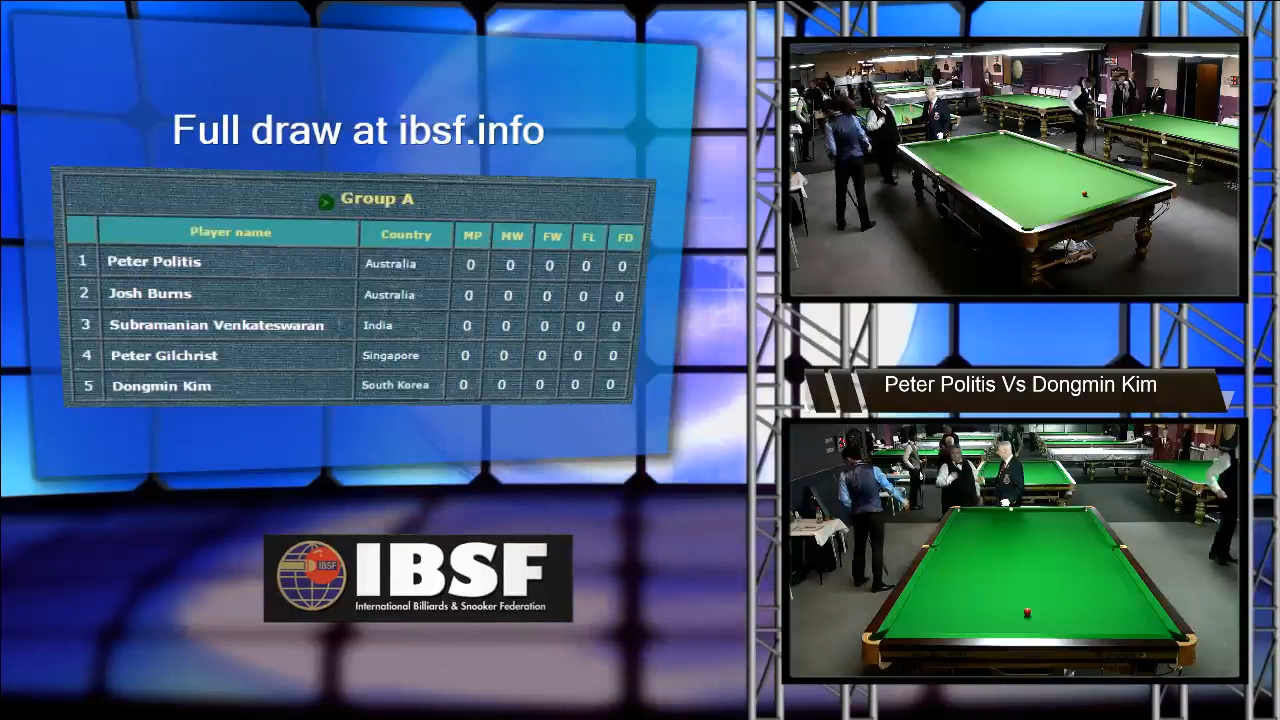 Full draw at ibsf.info
Group A
Player name Country MP MW FW FL FD
1 Peter Politis Australia 0 0 0 0 0
2 Josh Burns Australia 0 0 0 0 0
3 Subramanian Venkateswaran India 0 0 0 0 0
4 Peter Gilchrist Singapore 0 0 0 0 0
5 Dongmin Kim South Korea 0 0 0 0 0
IBSF
IBSF
International Billiards & Snooker Federation
Peter Politis Vs Dongmin Kim